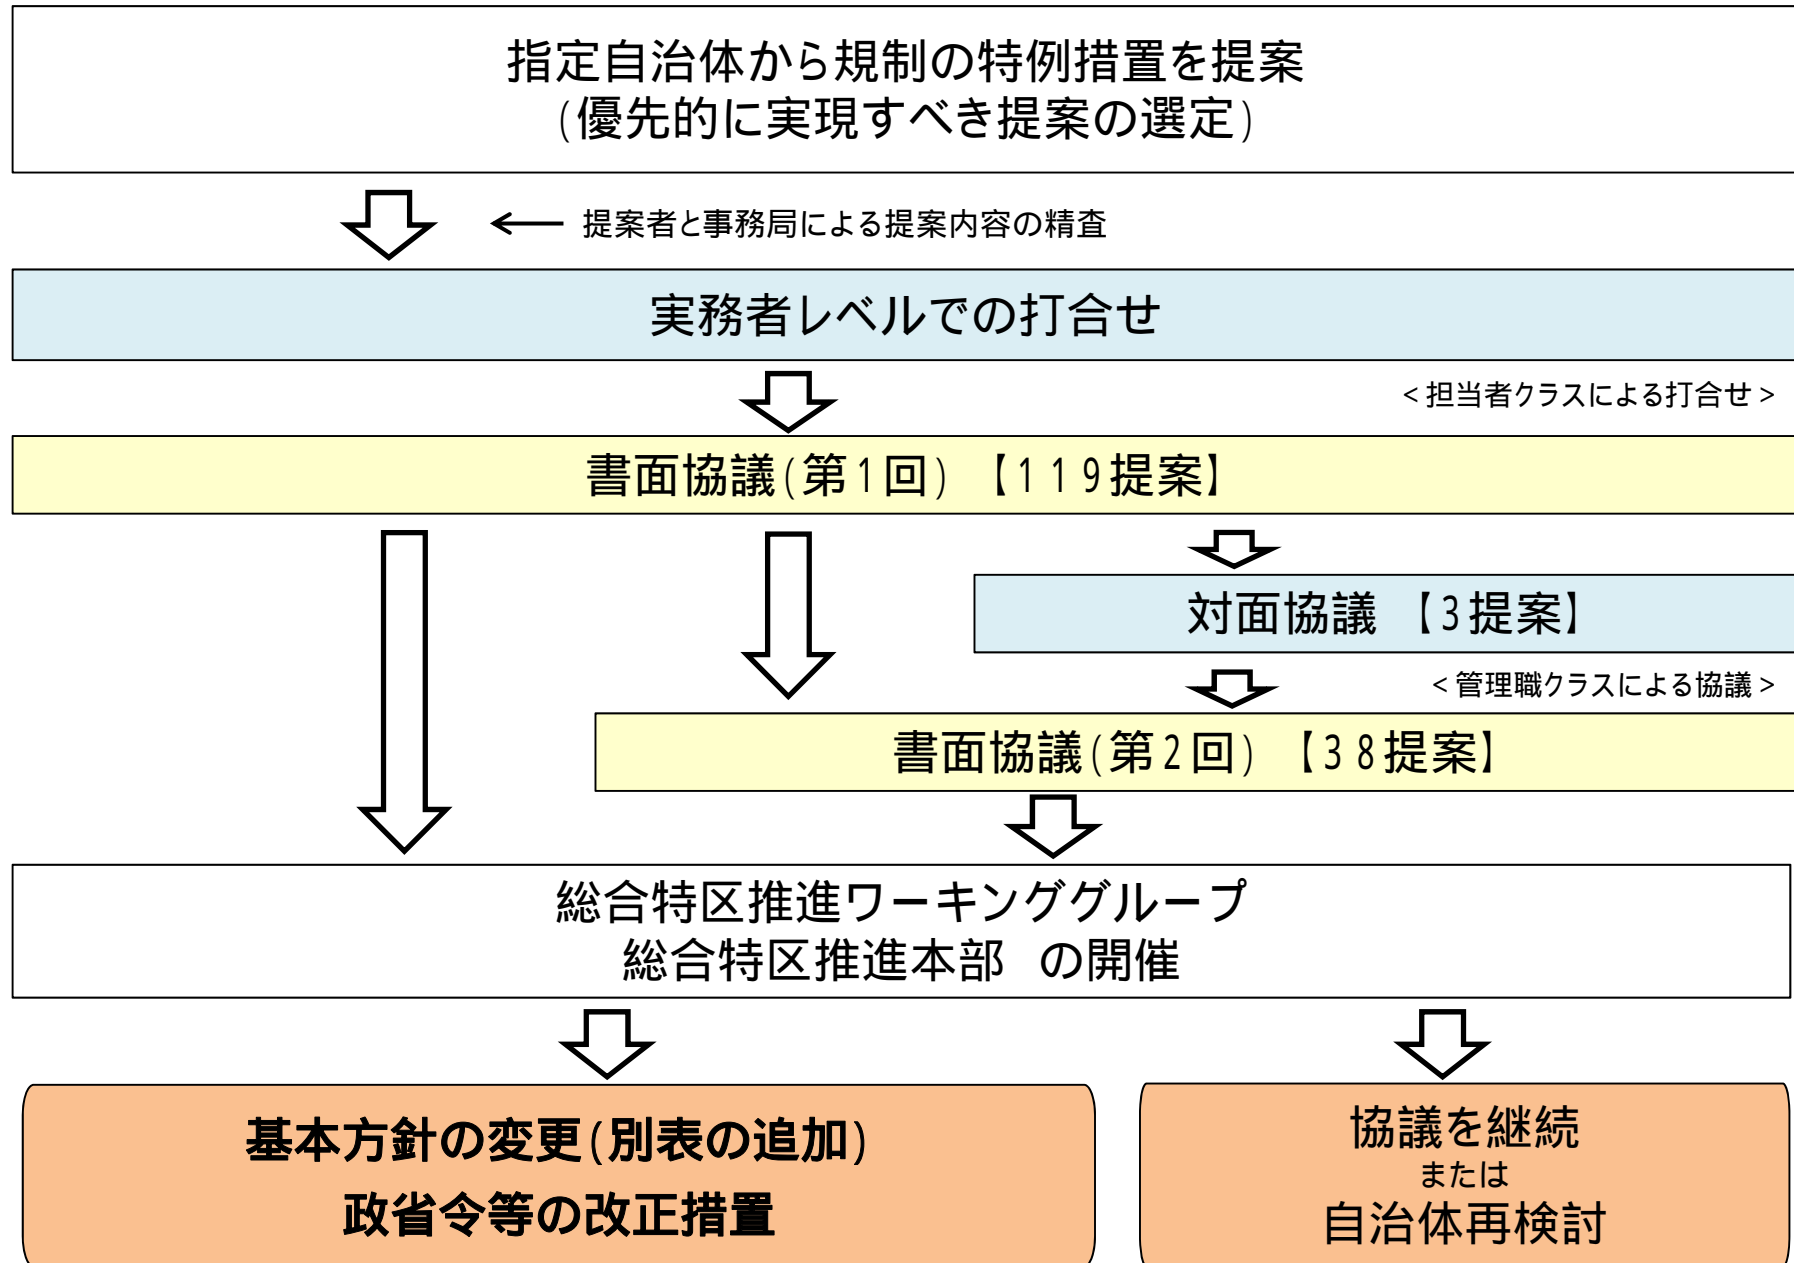 指定自治体から規制の特例措置を提案
(優先的に実現すべき提案の選定)
提案者と事務局による提案内容の精査
実務者レベルでの打合せ
<担当者クラスによる打合せ>
書面協議(第1回)【119提案】
対面協議【3提案】
<管理職クラスによる協議>
書面協議(第2回)【38提案】
総合特区推進ワーキンググループ
総合特区推進本部 の開催
基本方針の変更(別表の追加)
政省令等の改正措置
協議を継続
または
自治体再検討